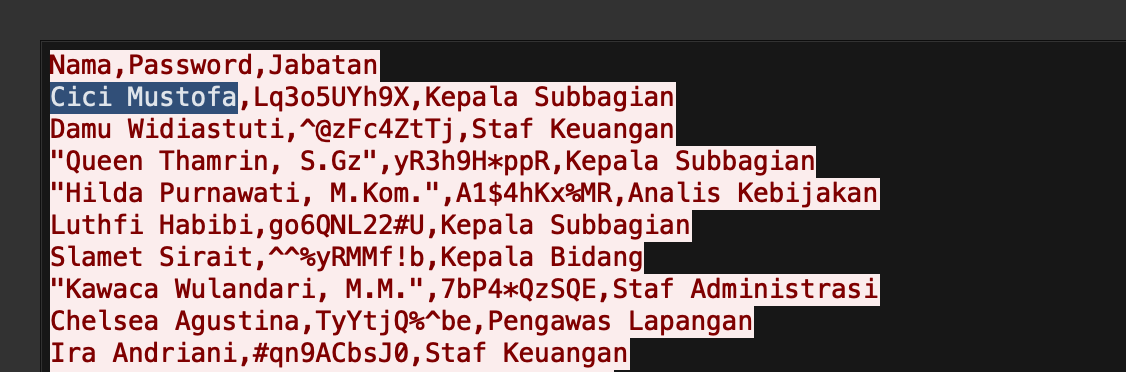 Nama,Password,Jabatan
Cici Mustofa,Lq3o5UYh9X,Kepala Subbagian
Damu Widiastuti,^@zFc4ZtTj,Staf Keuangan
"Queen Thamrin, S.Gz",yR3h9H*ppR,Kepala Subbagian
"Hilda Purnawati, M.Kom.",A1$4hKx%MR,Analis Kebijakan
Luthfi Habibi,go6QNL22#U,Kepala Subbagian
Slamet Sirait,^^%yRMMf!b,Kepala Bidang
"Kawaca Wulandari, M.M.",7bP4*QzSQE,Staf Administrasi
Chelsea Agustina,TyYtjQ%^be,Pengawas Lapangan
Ira Andriani,#qn9ACbsJ0,Staf Keuangan